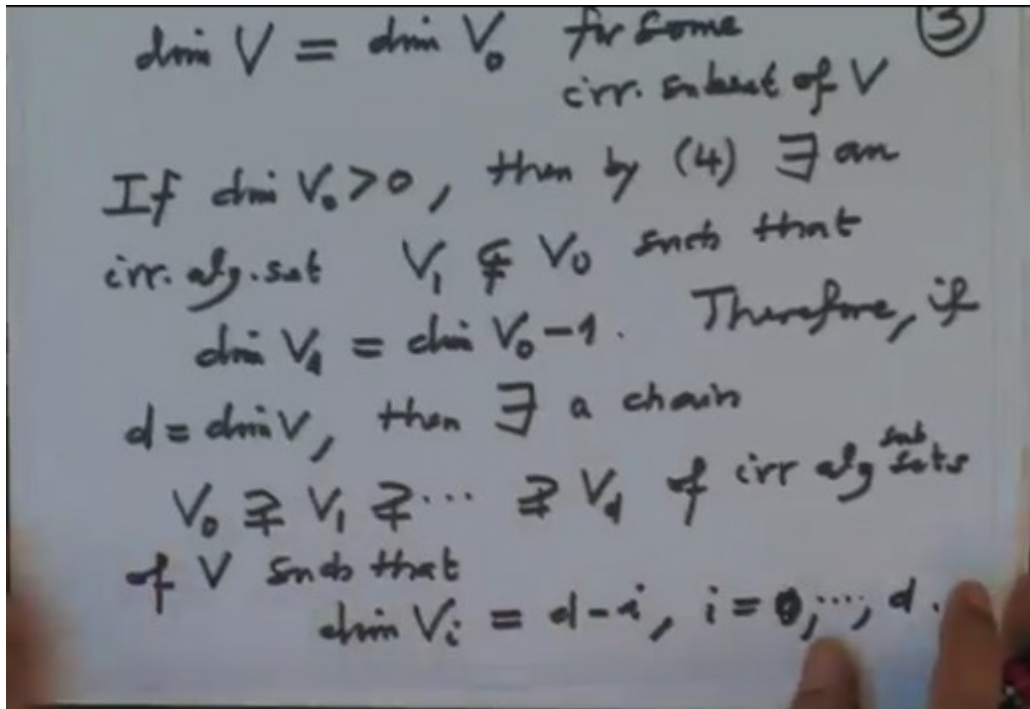 dim V = dim V₀ for some ③
irr. subset of V
If dim V₀ > 0, then by (4) ∃ an
irr. alg. set V₁ ⊊ V₀ such that
dim V₁ = dim V₀ - 1. Therefore, if
d = dim V, then ∃ a chain
V₀ ⊋ V₁ ⊋ ... ⊋ V_d of irr alg subsets
of V such that
dim Vᵢ = d - i, i = 0, ..., d.